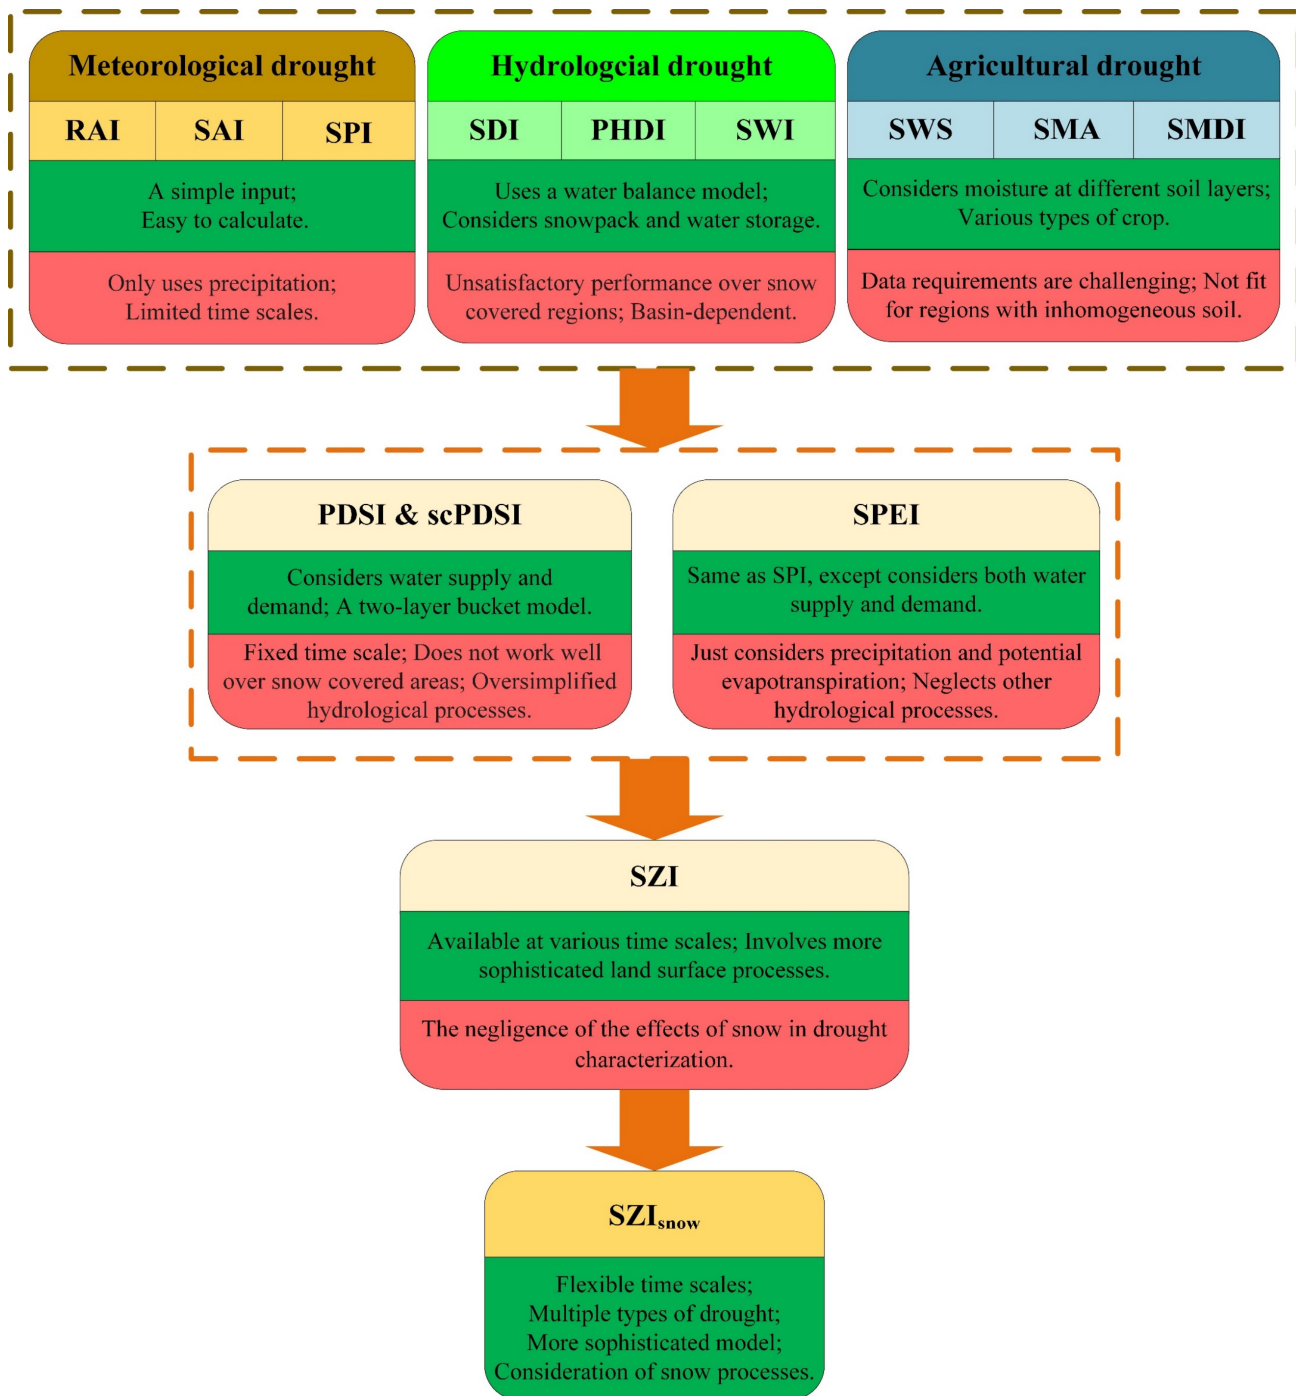 Meteorological drought
RAI
SAI
SPI
A simple input;
Easy to calculate.
Only uses precipitation;
Limited time scales.
Hydrologcial drought
SDI
PHDI
SWI
Uses a water balance model;
Considers snowpack and water storage.
Unsatisfactory performance over snow
covered regions; Basin-dependent.
Agricultural drought
SWS
SMA
SMDI
Considers moisture at different soil layers;
Various types of crop.
Data requirements are challenging; Not fit
for regions with inhomogeneous soil.
PDSI & scPDSI
Considers water supply and
demand; A two-layer bucket model.
Fixed time scale; Does not work well
over snow covered areas; Oversimplified
hydrological processes.
SPEI
Same as SPI, except considers both water
supply and demand.
Just considers precipitation and potential
evapotranspiration; Neglects other
hydrological processes.
SZI
Available at various time scales; Involves more
sophisticated land surface processes.
The negligence of the effects of snow in drought
characterization.
SZIsnow
Flexible time scales;
Multiple types of drought;
More sophisticated model;
Consideration of snow processes.